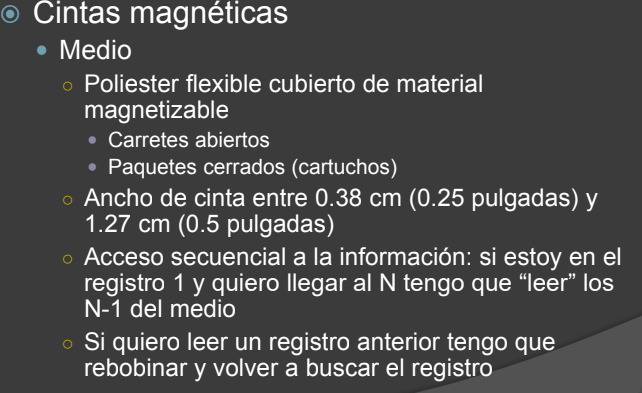 Cintas magnéticas
Medio
Poliester flexible cubierto de material
magnetizable
Carretes abiertos
Paquetes cerrados (cartuchos)
Ancho de cinta entre 0.38 cm (0.25 pulgadas) y
1.27 cm (0.5 pulgadas)
Acceso secuencial a la información: si estoy en el
registro 1 y quiero llegar al N tengo que “leer” los
N-1 del medio
Si quiero leer un registro anterior tengo que
rebobinar y volver a buscar el registro